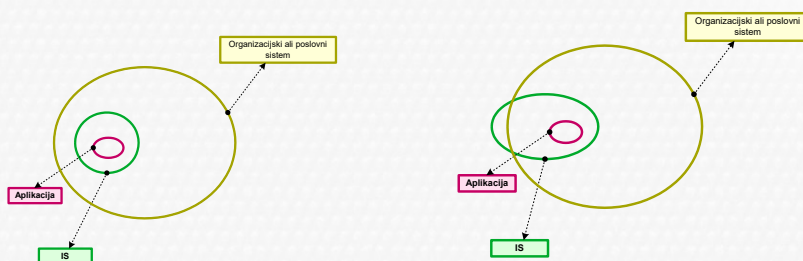 Organizacijski ali poslovni
sistem
Aplikacija
IS
Organizacijski ali poslovni
sistem
Aplikacija
IS